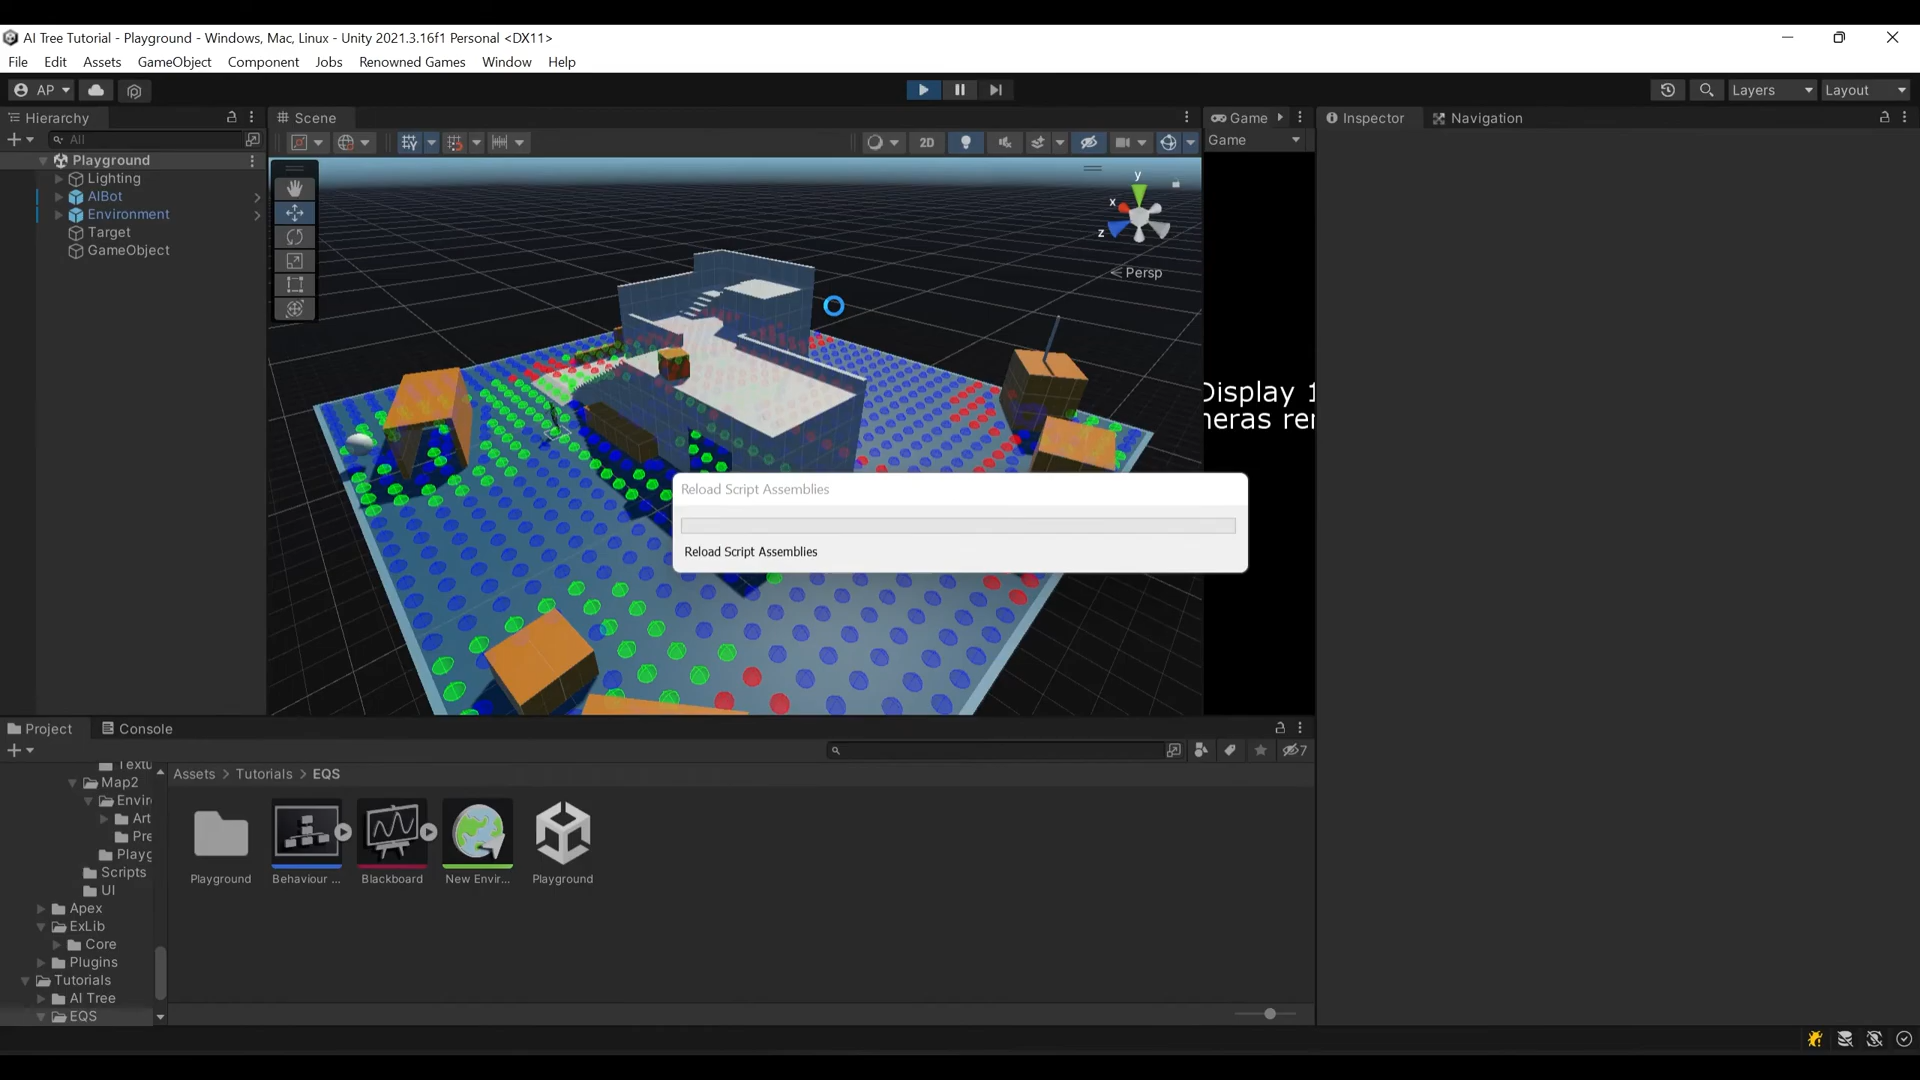 AI Tree Tutorial - Playground - Windows, Mac, Linux - Unity 2021.3.16f1 Personal <DX11>
File Edit Assets GameObject Component Jobs Renowned Games Window Help
AP Layers Layout
Hierarchy
All
Playground
Lighting
AIBot
Environment
Target
GameObject
Scene
2D
y
x
z
Persp
Game
Game
Display 1
neras rer
Inspector Navigation
Reload Script Assemblies
Reload Script Assemblies
Project Console
7
Textu
Map2
Envir
Art
Pre
Playg
Scripts
UI
Apex
ExLib
Core
Plugins
Tutorials
AI Tree
EQS
Assets > Tutorials > EQS
Playground Behaviour ... Blackboard New Envir... Playground